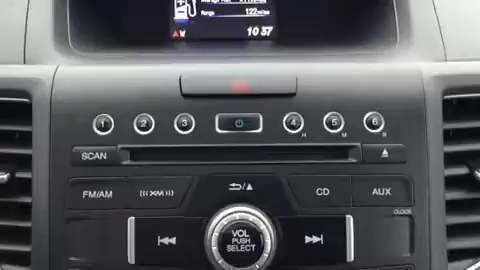 Range 122 miles
W 10:37
1 2 3 4 5 6
H M R
SCAN
FM/AM XM CD AUX
CLOCK
VOL
PUSH
SELECT